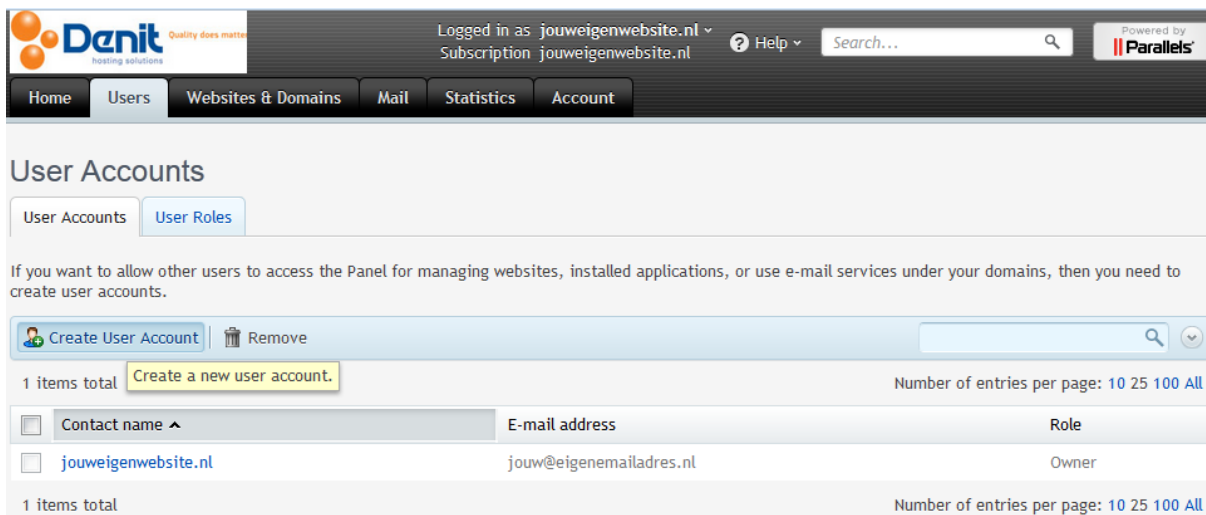 Denit Quality does matter
hosting solutions
Logged in as jouweigenwebsite.nl
Subscription jouweigenwebsite.nl
Help
Search...
Powered by
Parallels
Home Users Websites & Domains Mail Statistics Account
User Accounts
User Accounts User Roles
If you want to allow other users to access the Panel for managing websites, installed applications, or use e-mail services under your domains, then you need to
create user accounts.
Create User Account Remove
Create a new user account.
1 items total Number of entries per page: 10 25 100 All
Contact name E-mail address Role
jouweigenwebsite.nl jouw@eigenemailadres.nl Owner
1 items total Number of entries per page: 10 25 100 All